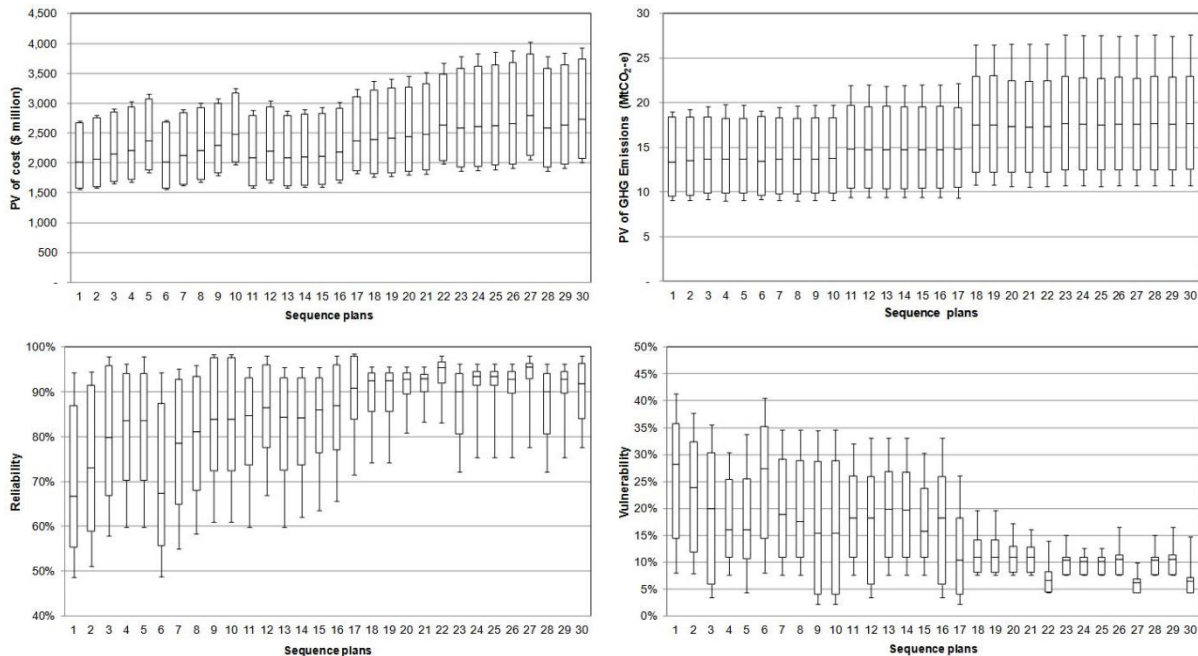 PV of cost ($ million)
4,500
4,000
3,500
3,000
2,500
2,000
1,500
1,000
500
-
1 2 3 4 5 6 7 8 9 10 11 12 13 14 15 16 17 18 19 20 21 22 23 24 25 26 27 28 29 30
Sequence plans
PV of GHG Emissions (MtCO2-e)
30
25
20
15
10
5
-
1 2 3 4 5 6 7 8 9 10 11 12 13 14 15 16 17 18 19 20 21 22 23 24 25 26 27 28 29 30
Sequence plans
Reliability
100%
90%
80%
70%
60%
50%
40%
1 2 3 4 5 6 7 8 9 10 11 12 13 14 15 16 17 18 19 20 21 22 23 24 25 26 27 28 29 30
Sequence plans
Vulnerability
50%
45%
40%
35%
30%
25%
20%
15%
10%
5%
0%
1 2 3 4 5 6 7 8 9 10 11 12 13 14 15 16 17 18 19 20 21 22 23 24 25 26 27 28 29 30
Sequence plans